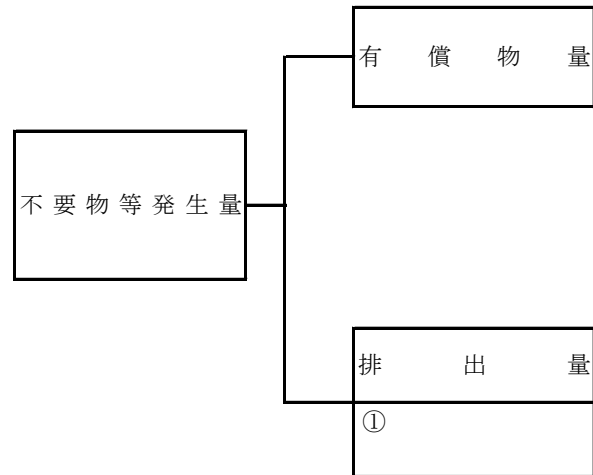 有償物量
不要物等発生量
排出量
①